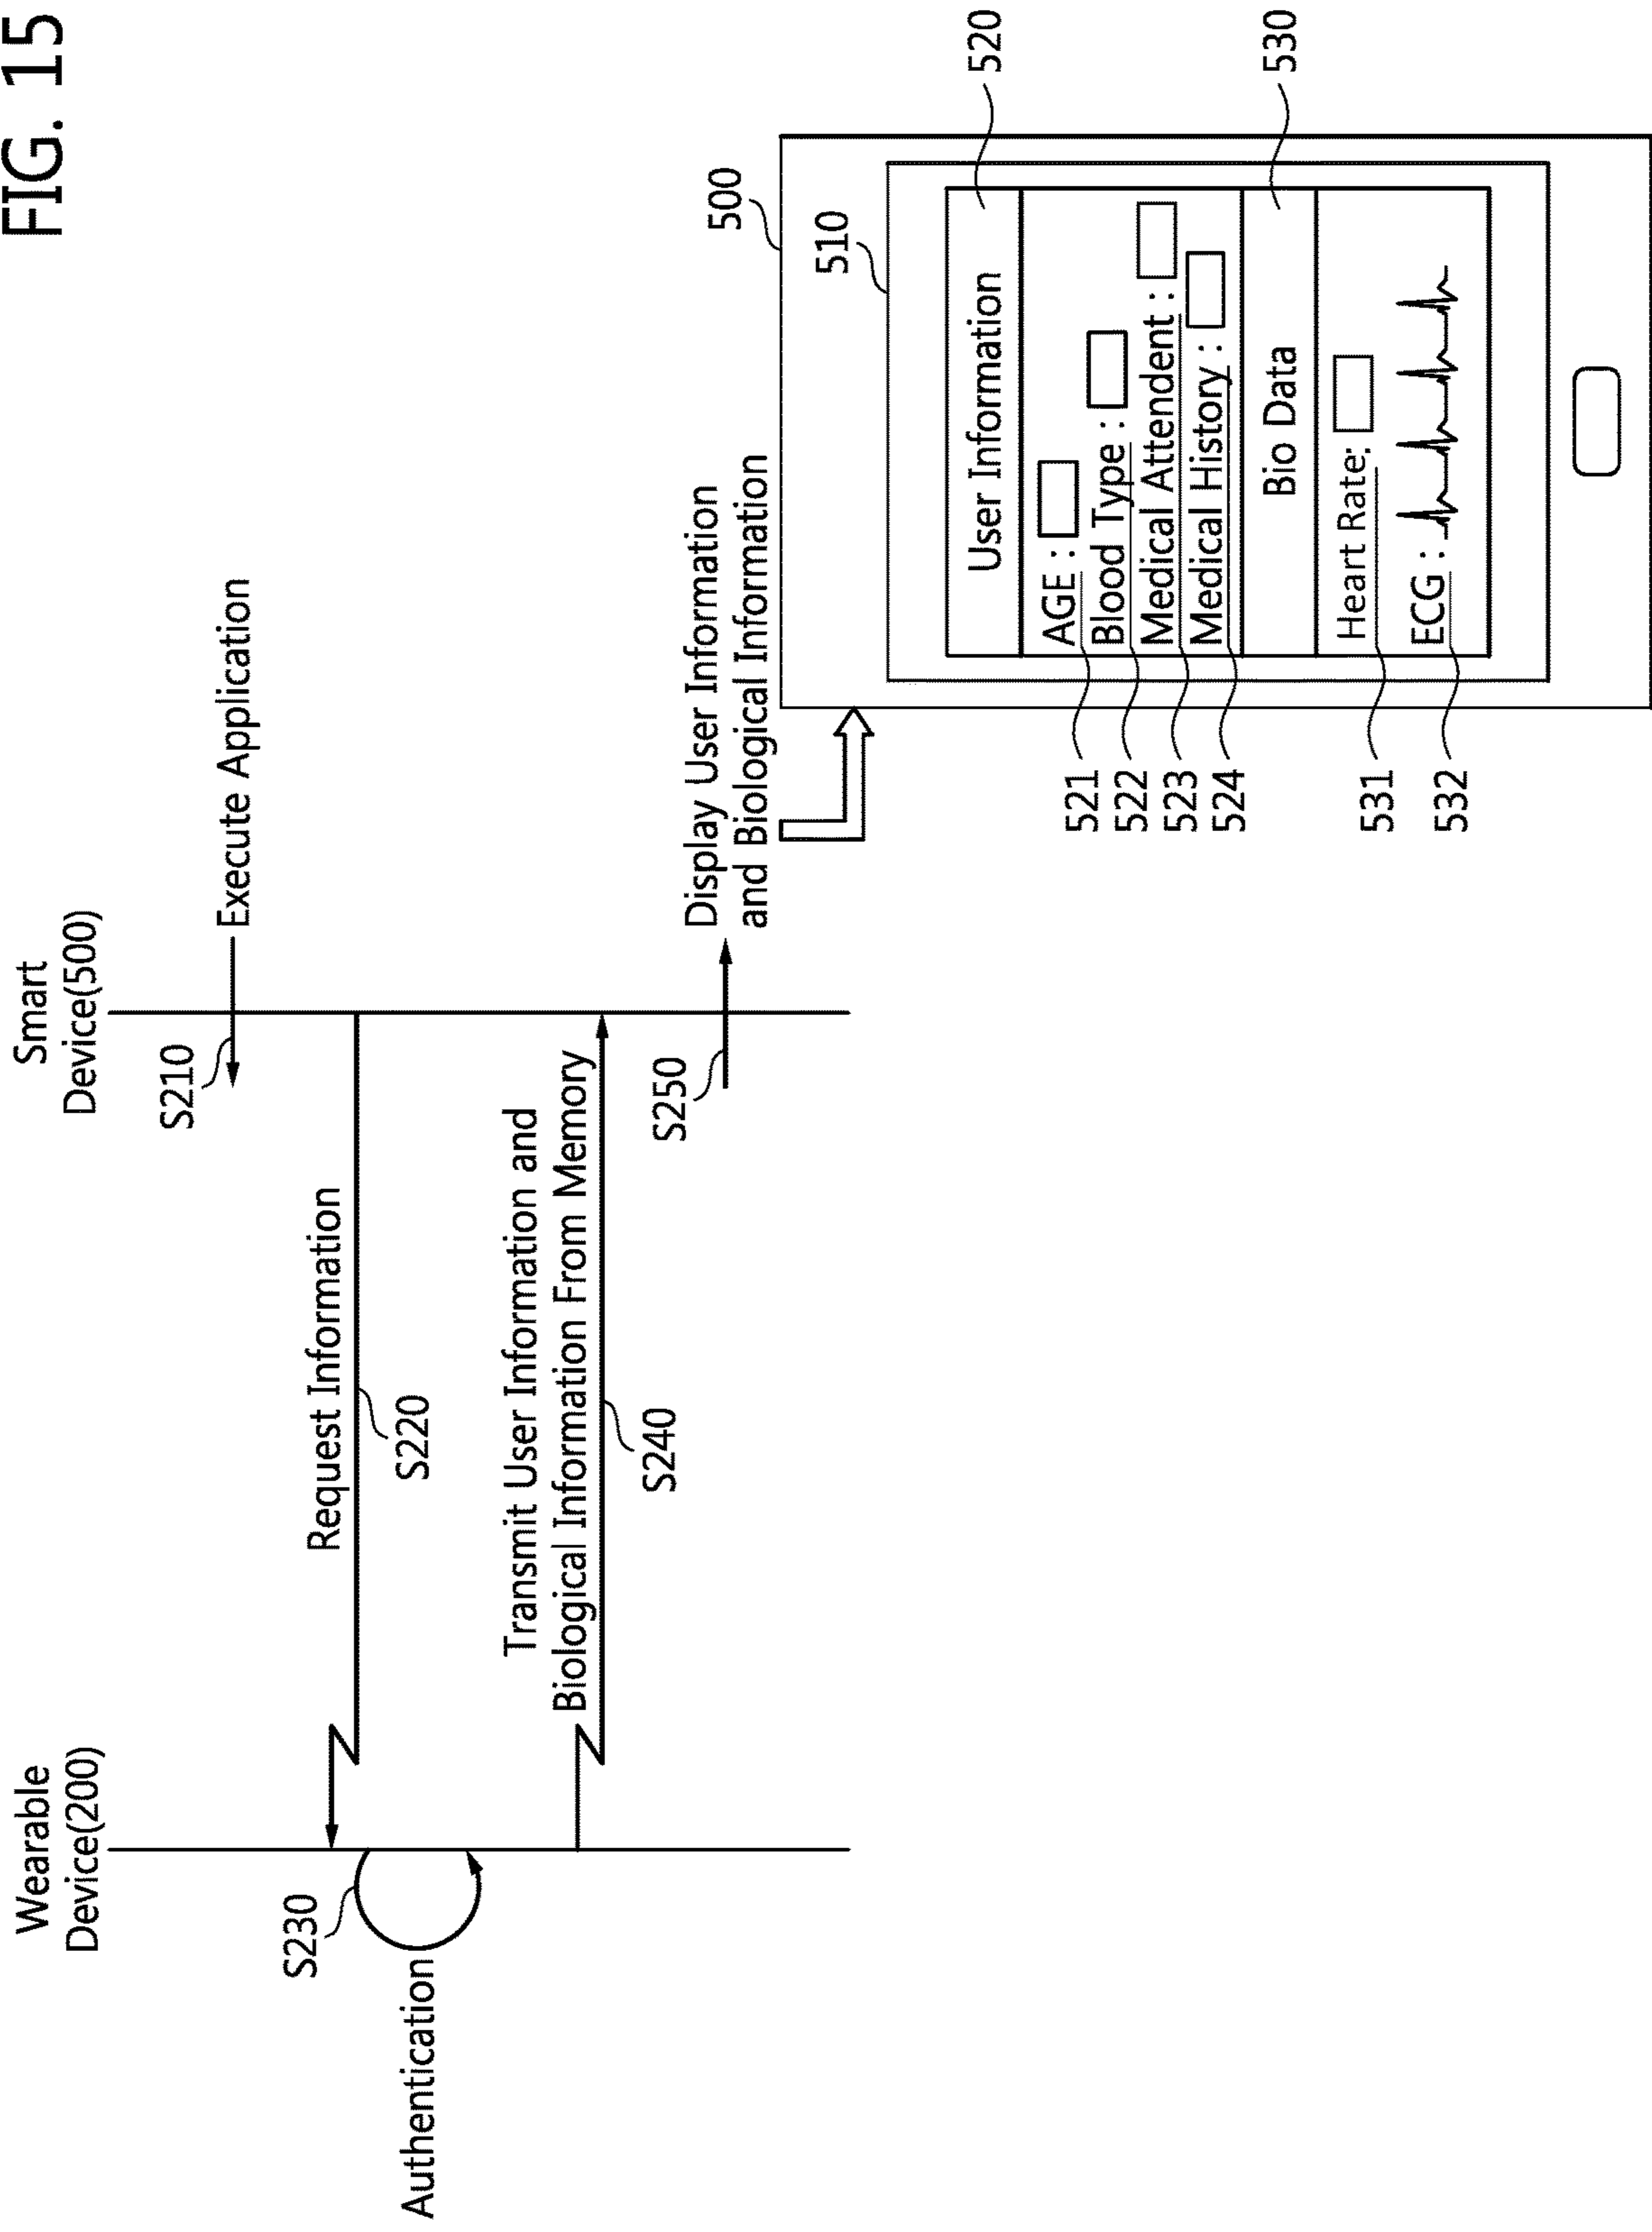 FIG. 15
Wearable
Device(200)
Smart
Device(500)
S210
Execute Application
Request Information
S220
S230
Authentication
Transmit User Information and
Biological Information From Memory
S240
S250
Display User Information
and Biological Information
500
510
User Information
520
AGE :
521
Blood Type :
522
Medical Attendent :
523
Medical History :
524
Bio Data
530
Heart Rate:
531
ECG :
532